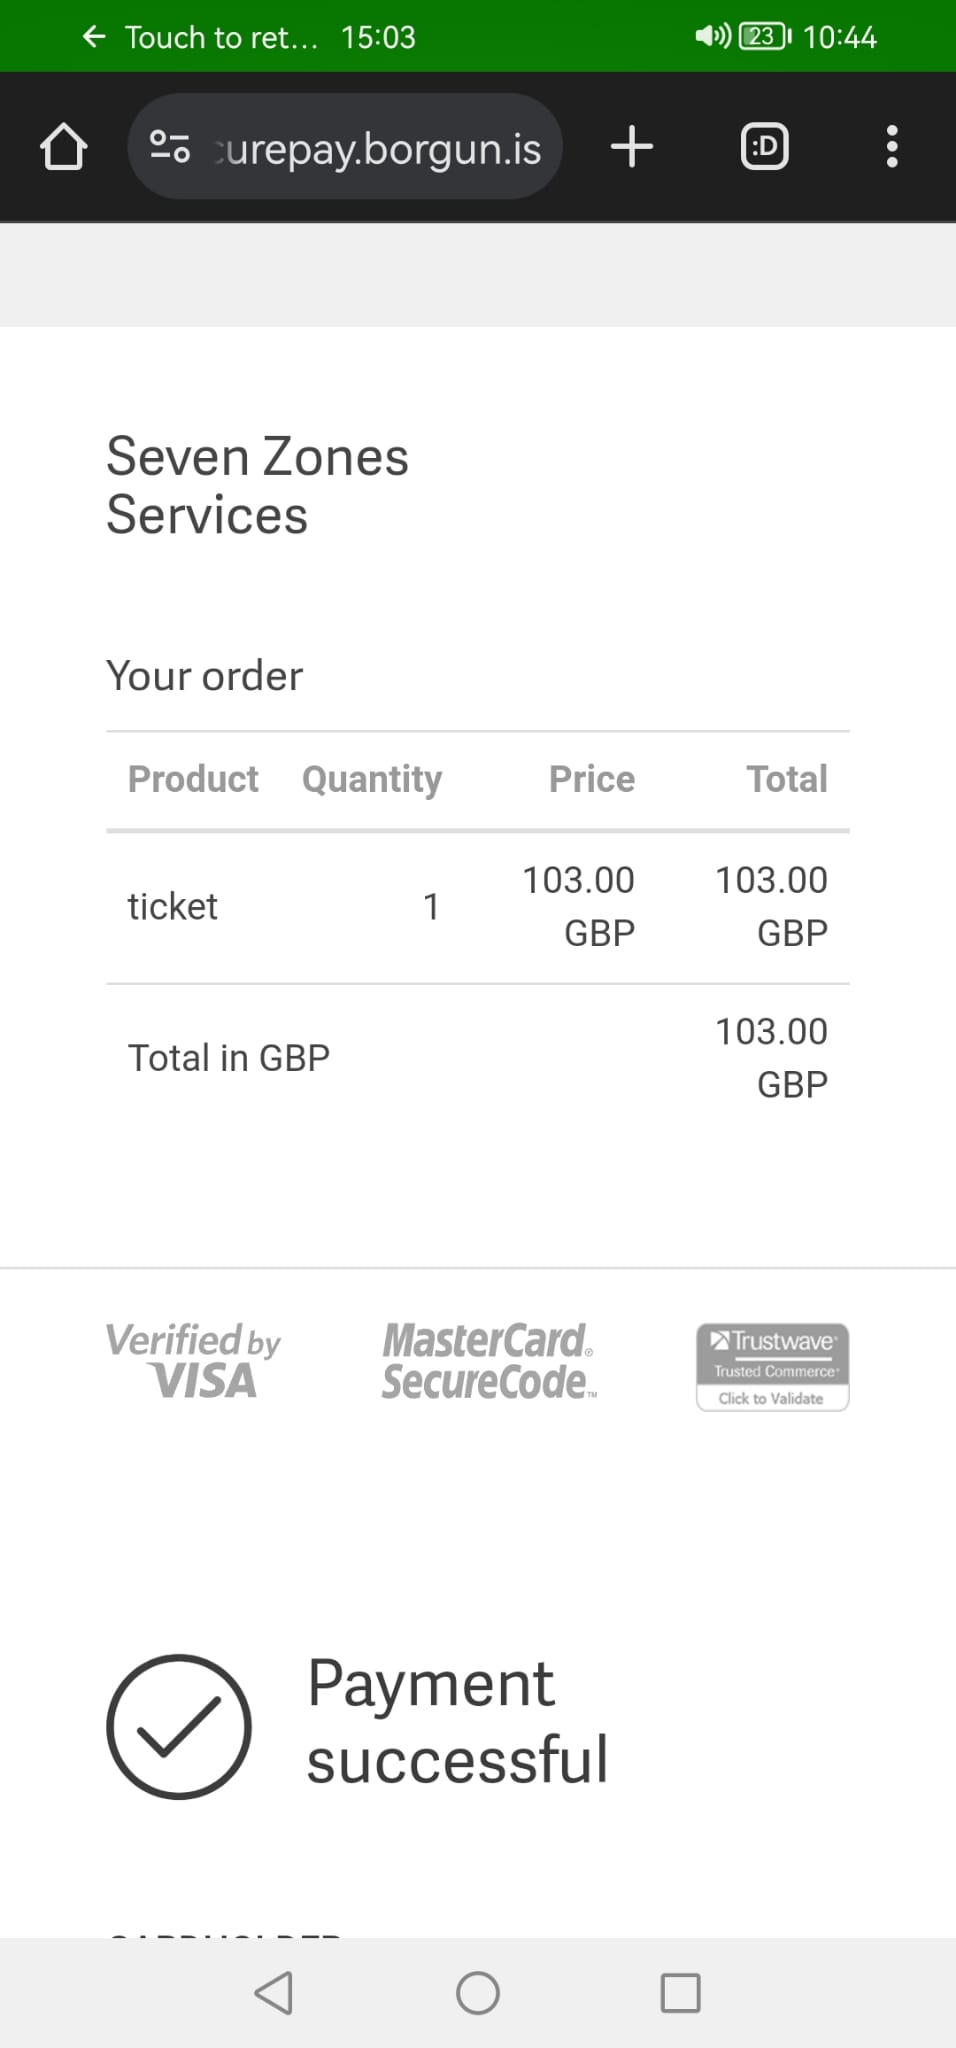 ← Touch to ret... 15:03 23 10:44
urepay.borgun.is :D
Seven Zones
Services
Your order
Product Quantity Price Total
ticket 1 103.00 GBP 103.00 GBP
Total in GBP 103.00 GBP
Verified by VISA
MasterCard® SecureCode™
Trustwave®
Trusted Commerce®
Click to Validate
Payment
successful